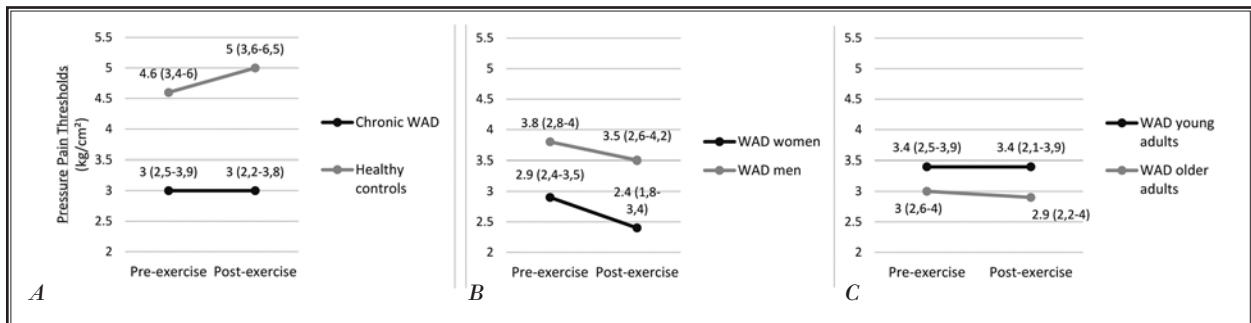 Pressure Pain Thresholds
(kg/cm²)
5.5
5
4.5
4
3.5
3
2.5
2
5 (3,6-6,5)
4.6 (3,4-6)
3 (2,5-3,9)
3 (2,2-3,8)
Pre-exercise
Post-exercise
Chronic WAD
Healthy
controls
A
5.5
5
4.5
4
3.5
3
2.5
2
3.8 (2,8-4)
3.5 (2,6-4,2)
2.9 (2,4-3,5)
2.4 (1,8-
3,4)
Pre-exercise
Post-exercise
WAD women
WAD men
B
5.5
5
4.5
4
3.5
3
2.5
2
3.4 (2,5-3,9)
3.4 (2,1-3,9)
3 (2,6-4)
2.9 (2,2-4)
Pre-exercise
Post-exercise
WAD young
adults
WAD older
adults
C